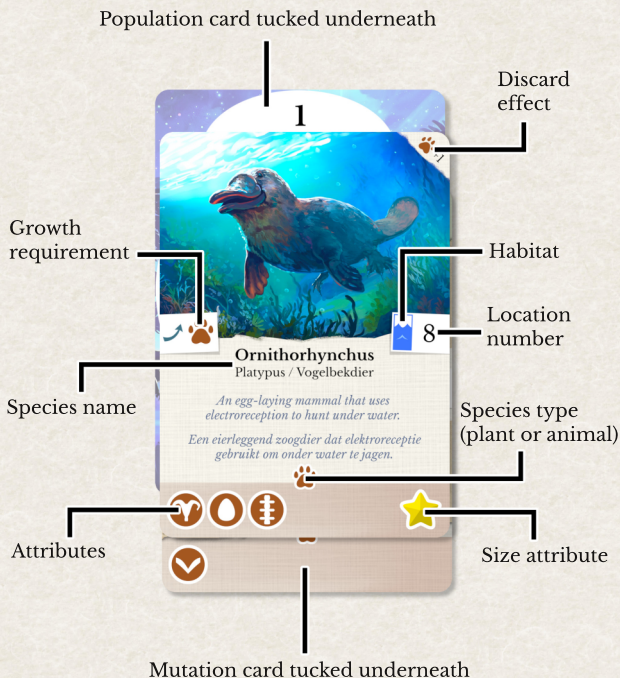 Population card tucked underneath
Discard
effect
1
Growth
requirement
Habitat
Location
number
8
Ornithorhynchus
Platypus / Vogelbekdier
Species name
An egg-laying mammal that uses
electroreception to hunt under water.
Species type
(plant or animal)
Een eierleggend zoogdier dat elektroreceptie
gebruikt om onder water te jagen.
Attributes
Size attribute
Mutation card tucked underneath